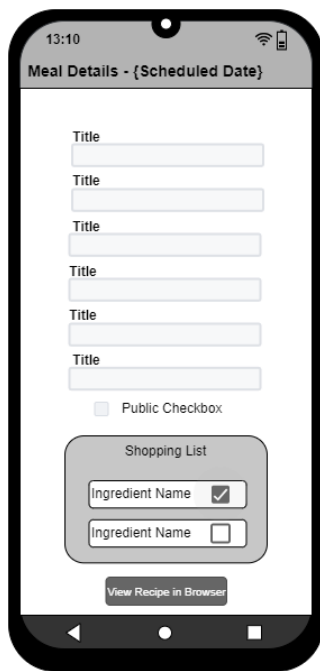 13:10
Meal Details - {Scheduled Date}
Title
Title
Title
Title
Title
Title
Public Checkbox
Shopping List
Ingredient Name
Ingredient Name
View Recipe in Browser